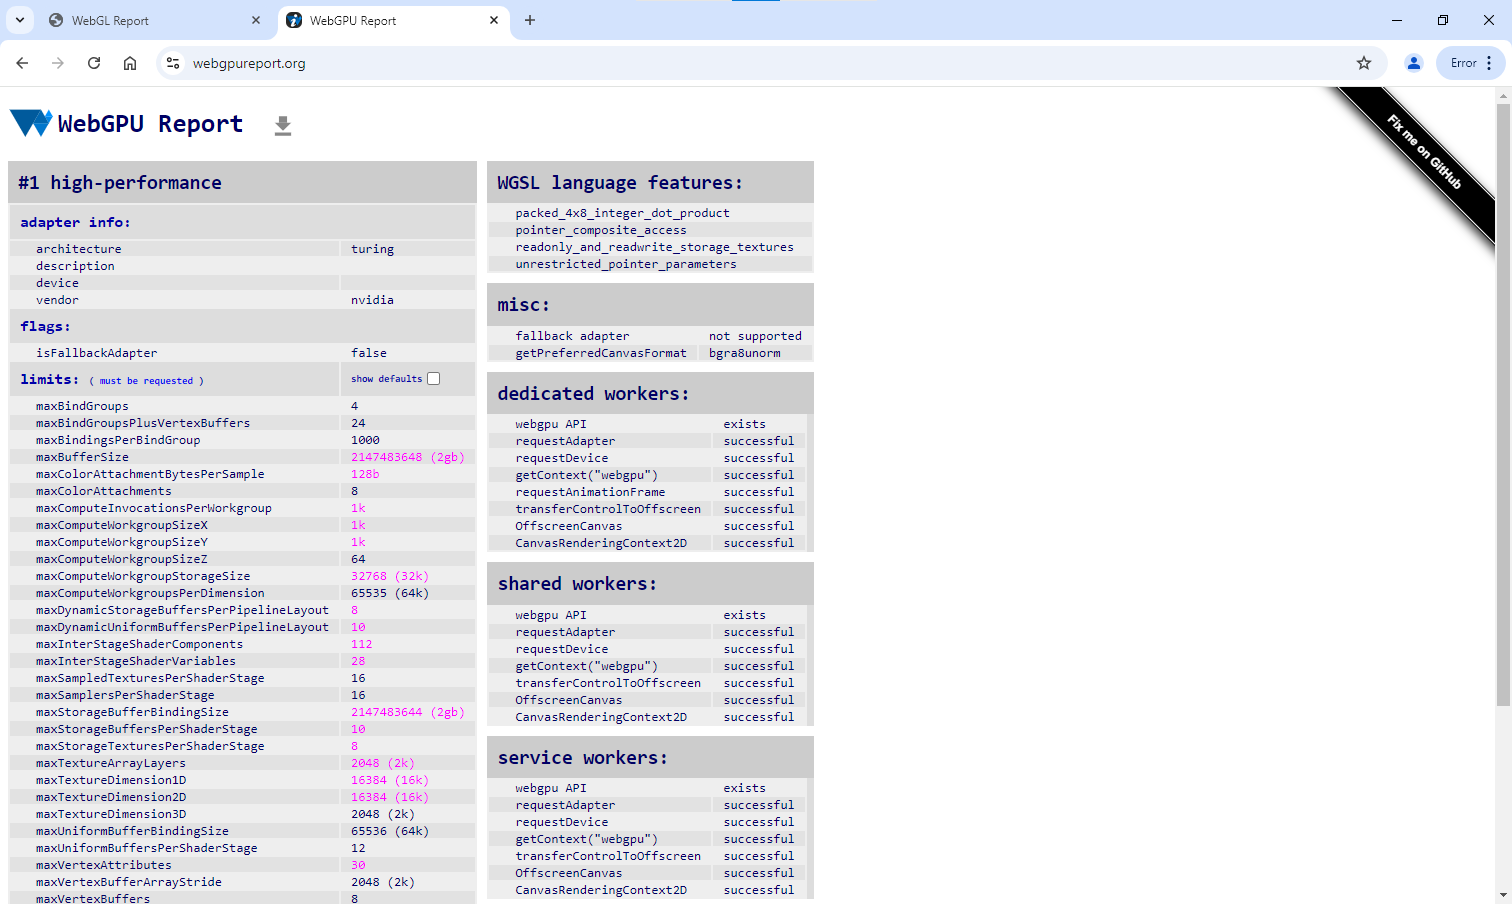 WebGL Report
WebGPU Report
webgpureport.org
Error
WebGPU Report
Fix me on GitHub
#1 high-performance
adapter info:
architecture turing
description
device
vendor nvidia
flags:
isFallbackAdapter false
limits: ( must be requested ) show defaults
maxBindGroups 4
maxBindGroupsPlusVertexBuffers 24
maxBindingsPerBindGroup 1000
maxBufferSize 2147483648 (2gb)
maxColorAttachmentBytesPerSample 128b
maxColorAttachments 8
maxComputeInvocationsPerWorkgroup 1k
maxComputeWorkgroupSizeX 1k
maxComputeWorkgroupSizeY 1k
maxComputeWorkgroupSizeZ 64
maxComputeWorkgroupStorageSize 32768 (32k)
maxComputeWorkgroupsPerDimension 65535 (64k)
maxDynamicStorageBuffersPerPipelineLayout 8
maxDynamicUniformBuffersPerPipelineLayout 10
maxInterStageShaderComponents 112
maxInterStageShaderVariables 28
maxSampledTexturesPerShaderStage 16
maxSamplersPerShaderStage 16
maxStorageBufferBindingSize 2147483644 (2gb)
maxStorageBuffersPerShaderStage 10
maxStorageTexturesPerShaderStage 8
maxTextureArrayLayers 2048 (2k)
maxTextureDimension1D 16384 (16k)
maxTextureDimension2D 16384 (16k)
maxTextureDimension3D 2048 (2k)
maxUniformBufferBindingSize 65536 (64k)
maxUniformBuffersPerShaderStage 12
maxVertexAttributes 30
maxVertexBufferArrayStride 2048 (2k)
maxVertexBuffers 8
WGSL language features:
packed_4x8_integer_dot_product
pointer_composite_access
readonly_and_readwrite_storage_textures
unrestricted_pointer_parameters
misc:
fallback adapter not supported
getPreferredCanvasFormat bgra8unorm
dedicated workers:
webgpu API exists
requestAdapter successful
requestDevice successful
getContext("webgpu") successful
requestAnimationFrame successful
transferControlToOffscreen successful
OffscreenCanvas successful
CanvasRenderingContext2D successful
shared workers:
webgpu API exists
requestAdapter successful
requestDevice successful
getContext("webgpu") successful
transferControlToOffscreen successful
OffscreenCanvas successful
CanvasRenderingContext2D successful
service workers:
webgpu API exists
requestAdapter successful
requestDevice successful
getContext("webgpu") successful
transferControlToOffscreen successful
OffscreenCanvas successful
CanvasRenderingContext2D successful